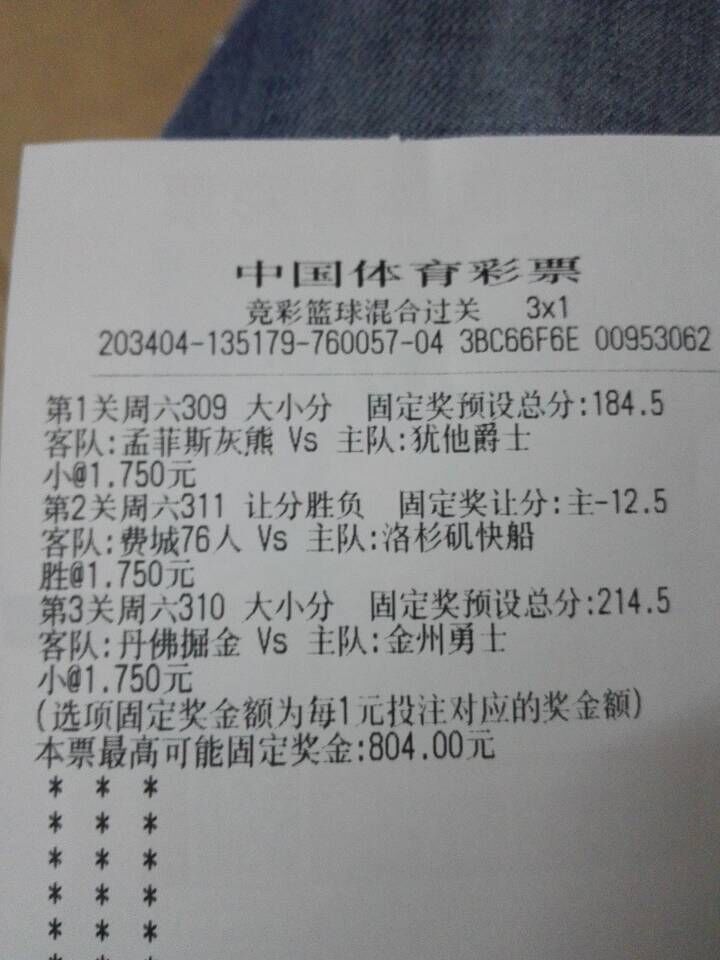 中国体育彩票
竞彩篮球混合过关 3x1
203404-135179-760057-04 3BC66F6E 00953062
第1关周六309 大小分 固定奖预设总分:184.5
客队:孟菲斯灰熊 Vs 主队:犹他爵士
小@1.750元
第2关周六311 让分胜负 固定奖让分:主-12.5
客队:费城76人 Vs 主队:洛杉矶快船
胜@1.750元
第3关周六310 大小分 固定奖预设总分:214.5
客队:丹佛掘金 Vs 主队:金州勇士
小@1.750元
(选项固定奖金额为每1元投注对应的奖金额)
本票最高可能固定奖金:804.00元
* * *
* * *
* * *
* * *
* * *
* * *